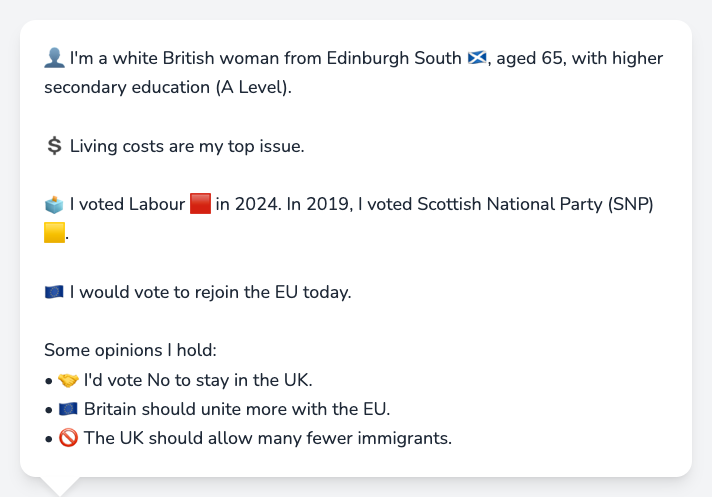 👤 I'm a white British woman from Edinburgh South 🏴󠁧󠁢󠁳󠁣󠁴󠁿, aged 65, with higher
secondary education (A Level).
💲 Living costs are my top issue.
🗳️ I voted Labour 🟥 in 2024. In 2019, I voted Scottish National Party (SNP)
🟨.
🇪🇺 I would vote to rejoin the EU today.
Some opinions I hold:
• 🤝 I'd vote No to stay in the UK.
• 🇪🇺 Britain should unite more with the EU.
• 🚫 The UK should allow many fewer immigrants.